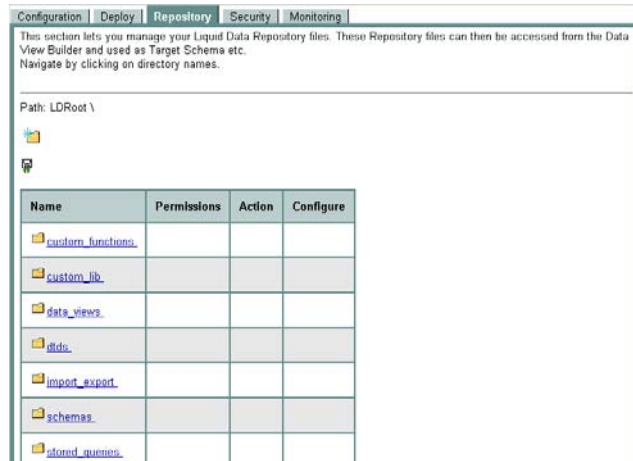 Configuration Deploy Repository Security Monitoring
This section lets you manage your Liquid Data Repository files. These Repository files can then be accessed from the Data
View Builder and used as Target Schema etc.
Navigate by clicking on directory names.
Path: LDRoot \
Name Permissions Action Configure
custom_functions
custom_lib
data_views
dtds
import_export
schemas
stored_queries